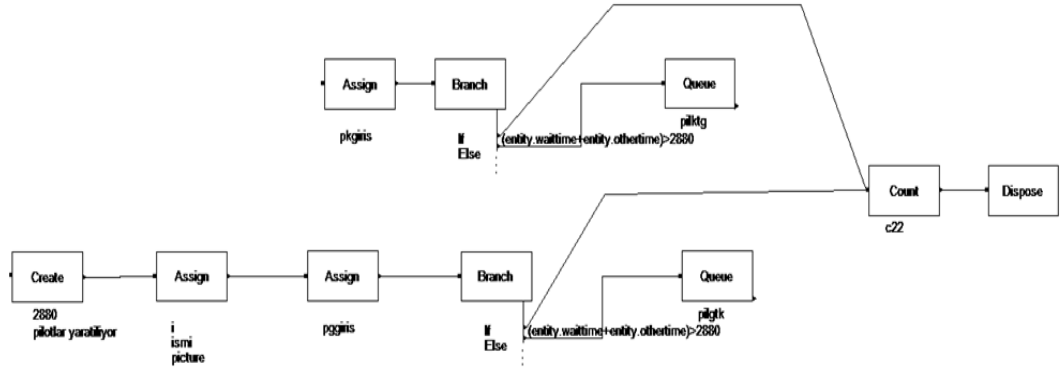 Assign
Branch
Queue
pkgiris
If
(entity.waittime+entity.othertime)>2880
Else
pilktg
Count
Dispose
c22
Create
Assign
Assign
Branch
Queue
2880
pilotlar yaratiliyor
i
ismi
picture
pggiris
If
(entity.waittime+entity.othertime)>2880
Else
pilgtk